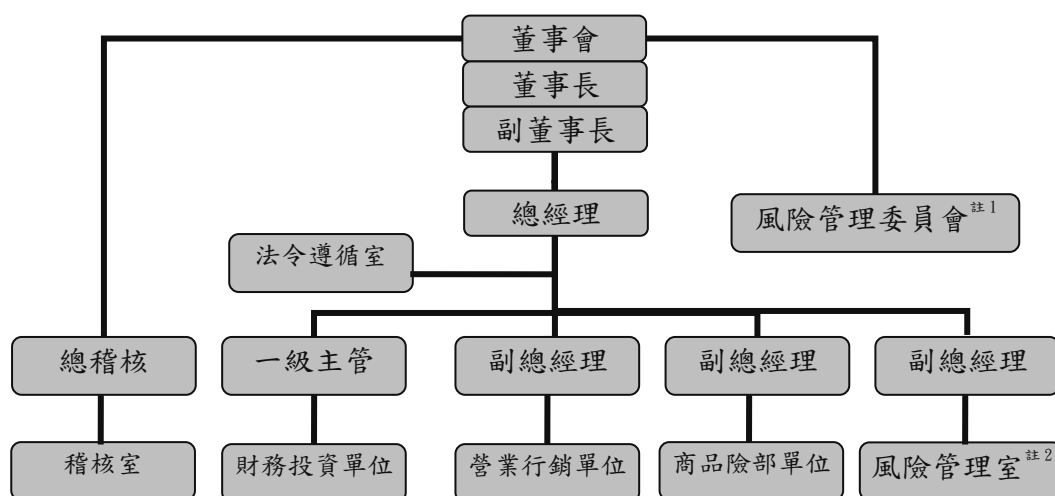 董事會
董事長
副董事長
總經理
風險管理委員會註1
法令遵循室
總稽核
一級主管
副總經理
副總經理
副總經理
稽核室
財務投資單位
營業行銷單位
商品險部單位
風險管理室註2